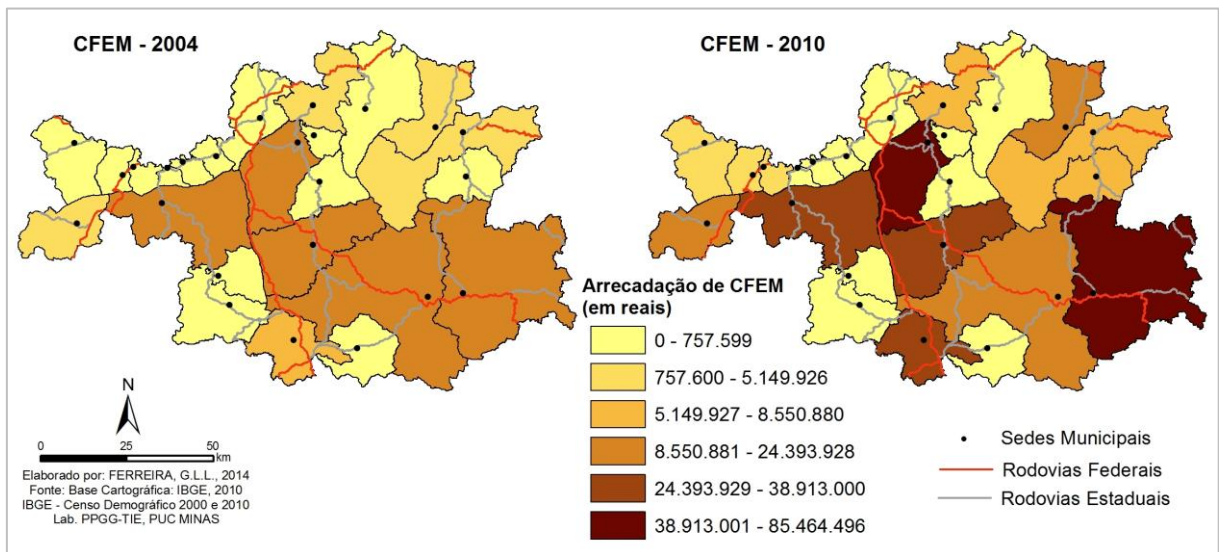 CFEM - 2004
CFEM - 2010
Arrecadação de CFEM
(em reais)
0 - 757.599
757.600 - 5.149.926
5.149.927 - 8.550.880
8.550.881 - 24.393.928
24.393.929 - 38.913.000
38.913.001 - 85.464.496
Sedes Municipais
Rodovias Federais
Rodovias Estaduais
N
0 25 50
km
Elaborado por: FERREIRA, G.L.L., 2014
Fonte: Base Cartográfica: IBGE, 2010
IBGE - Censo Demográfico 2000 e 2010
Lab. PPGG-TIE, PUC MINAS